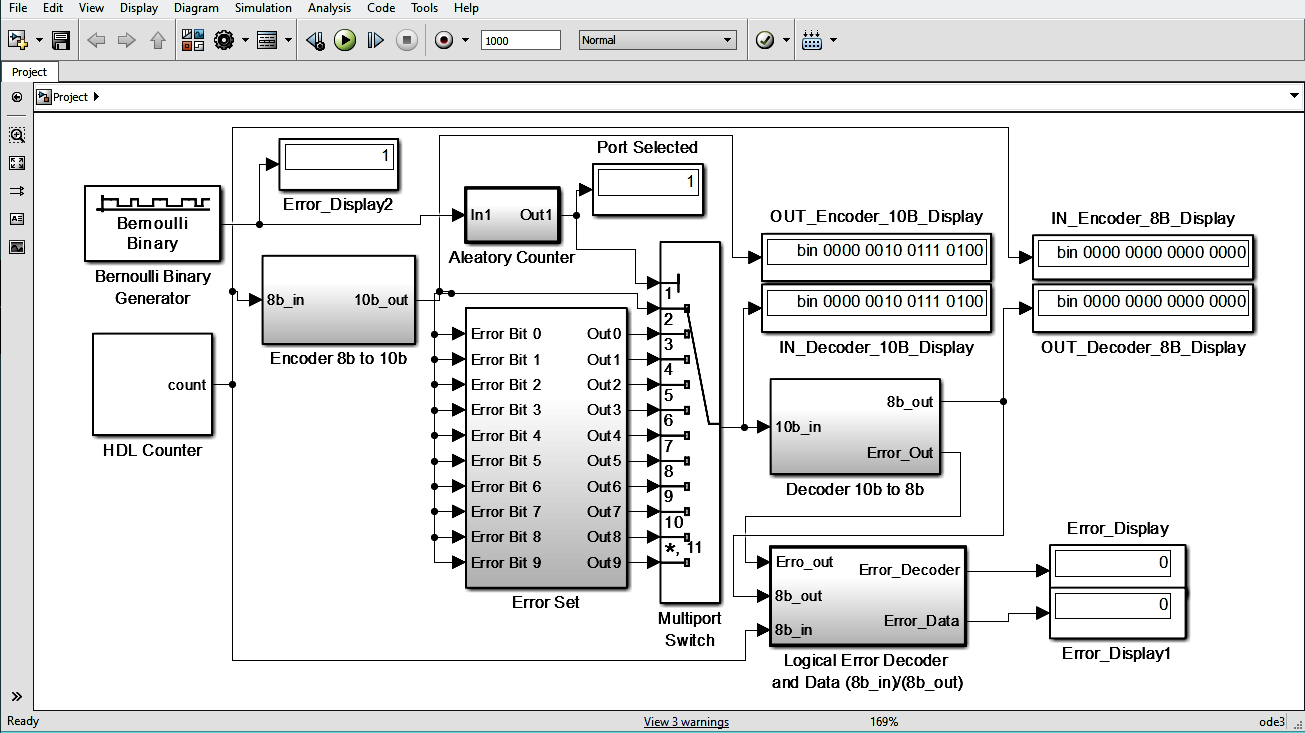 File Edit View Display Diagram Simulation Analysis Code Tools Help
1000
Normal
Project
Project
1
Error_Display2
Port Selected
1
Bernoulli
Binary
Bernoulli Binary
Generator
In1 Out1
Aleatory Counter
OUT_Encoder_10B_Display
bin 0000 0010 0111 0100
IN_Encoder_8B_Display
bin 0000 0000 0000 0000
bin 0000 0010 0111 0100
IN_Decoder_10B_Display
bin 0000 0000 0000 0000
OUT_Decoder_8B_Display
8b_in 10b_out
Encoder 8b to 10b
count
HDL Counter
Error Bit 0 Out0
Error Bit 1 Out1
Error Bit 2 Out2
Error Bit 3 Out3
Error Bit 4 Out4
Error Bit 5 Out5
Error Bit 6 Out6
Error Bit 7 Out7
Error Bit 8 Out8
Error Bit 9 Out9
Error Set
1
2
3
4
5
6
7
8
9
10
*, 11
Multiport
Switch
8b_out
10b_in
Error_Out
Decoder 10b to 8b
Erro_out Error_Decoder
8b_out
Error_Data
8b_in
Logical Error Decoder
and Data (8b_in)/(8b_out)
Error_Display
0
0
Error_Display1
Ready View 3 warnings 169% ode3